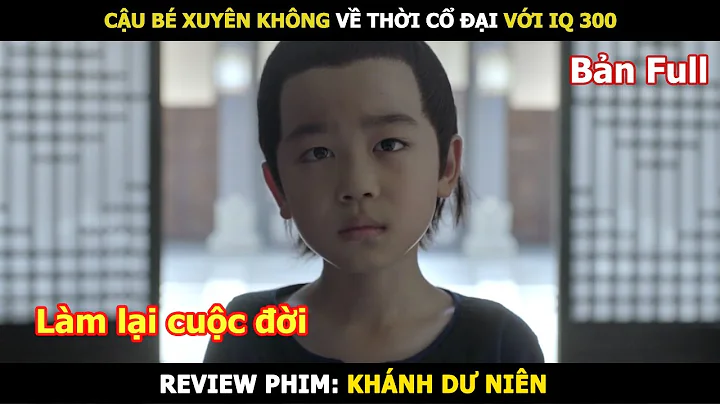 CẬU BÉ XUYÊN KHÔNG VỀ THỜI CỔ ĐẠI VỚI IQ 300
Bản Full
Làm lại cuộc đời
REVIEW PHIM: KHÁNH DƯ NIÊN